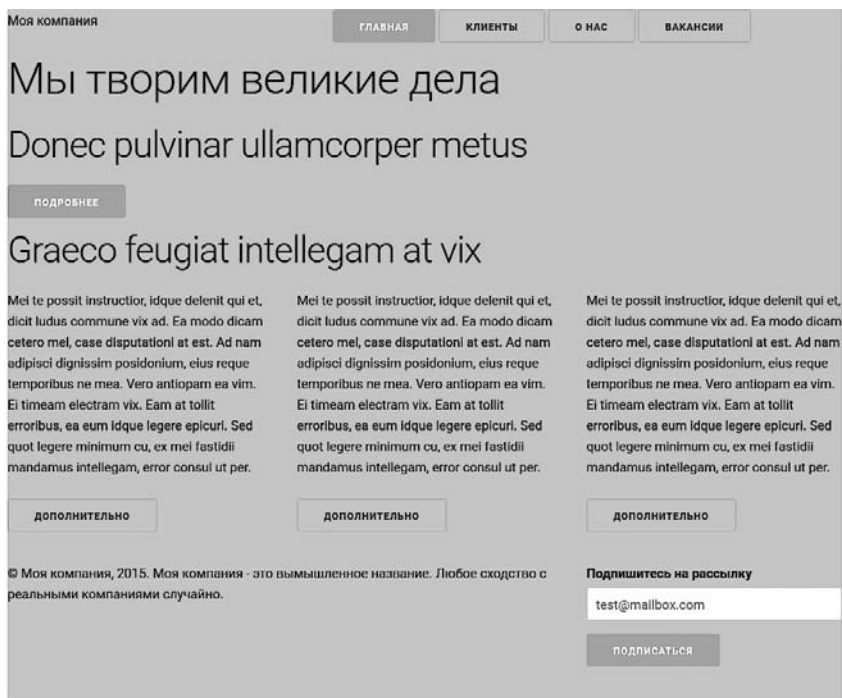 Моя компания
ГЛАВНАЯ КЛИЕНТЫ О НАС ВАКАНСИИ
Мы творим великие дела
Donec pulvinar ullamcorper metus
ПОДРОБНЕЕ
Graeco feugiat intellegam at vix
Mei te possit instructior, idque delenit qui et,
dicit ludus commune vix ad. Ea modo dicam
cetero mel, case disputationi at est. Ad nam
adipisci dignissim posidonium, eius reque
temporibus ne mea. Vero antiopam ea vim.
Ei timeam electram vix. Eam at tollit
erroribus, ea eum idque legere epicuri. Sed
quot legere minimum cu, ex mei fastidii
mandamus intellegam, error consul ut per.
ДОПОЛНИТЕЛЬНО
Mei te possit instructior, idque delenit qui et,
dicit ludus commune vix ad. Ea modo dicam
cetero mel, case disputationi at est. Ad nam
adipisci dignissim posidonium, eius reque
temporibus ne mea. Vero antiopam ea vim.
Ei timeam electram vix. Eam at tollit
erroribus, ea eum idque legere epicuri. Sed
quot legere minimum cu, ex mei fastidii
mandamus intellegam, error consul ut per.
ДОПОЛНИТЕЛЬНО
Mei te possit instructior, idque delenit qui et,
dicit ludus commune vix ad. Ea modo dicam
cetero mel, case disputationi at est. Ad nam
adipisci dignissim posidonium, eius reque
temporibus ne mea. Vero antiopam ea vim.
Ei timeam electram vix. Eam at tollit
erroribus, ea eum idque legere epicuri. Sed
quot legere minimum cu, ex mei fastidii
mandamus intellegam, error consul ut per.
ДОПОЛНИТЕЛЬНО
© Моя компания, 2015. Моя компания - это вымышленное название. Любое сходство с
реальными компаниями случайно.
Подпишитесь на рассылку
test@mailbox.com
ПОДПИСАТЬСЯ